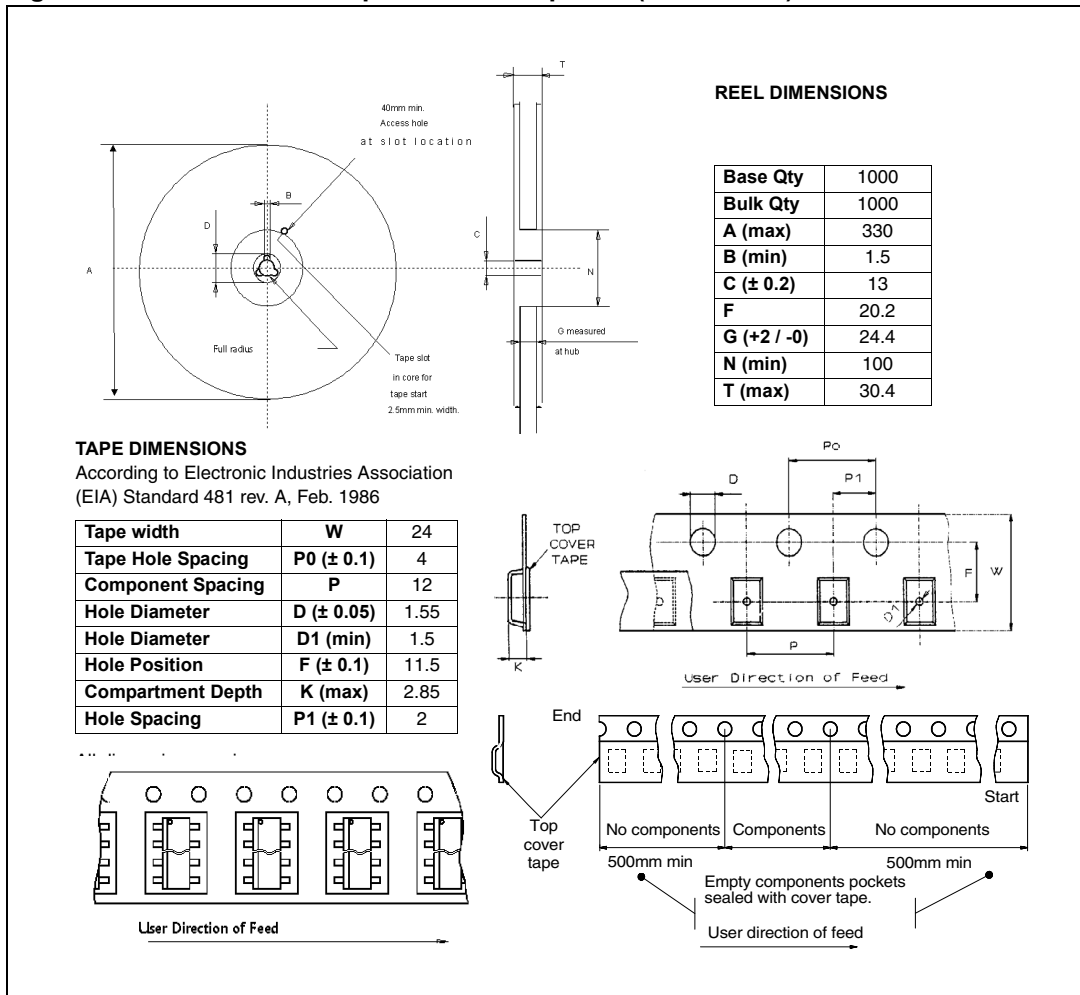 T
40mm min.
Access hole
at slot location
B
D
C
A
N
G measured
at hub
Full radius
Tape slot
in core for
tape start
2.5mm min. width.
REEL DIMENSIONS
Base Qty 1000
Bulk Qty 1000
A (max) 330
B (min) 1.5
C (± 0.2) 13
F 20.2
G (+2 / -0) 24.4
N (min) 100
T (max) 30.4
TAPE DIMENSIONS
According to Electronic Industries Association
(EIA) Standard 481 rev. A, Feb. 1986
Tape width W 24
Tape Hole Spacing P0 (± 0.1) 4
Component Spacing P 12
Hole Diameter D (± 0.05) 1.55
Hole Diameter D1 (min) 1.5
Hole Position F (± 0.1) 11.5
Compartment Depth K (max) 2.85
Hole Spacing P1 (± 0.1) 2
TOP
COVER
TAPE
K
Po
D
P1
F
W
D1
P
User Direction of Feed
End
Start
Top
cover
tape
No components
Components
No components
500mm min
500mm min
Empty components pockets
sealed with cover tape.
User direction of feed
User Direction of Feed